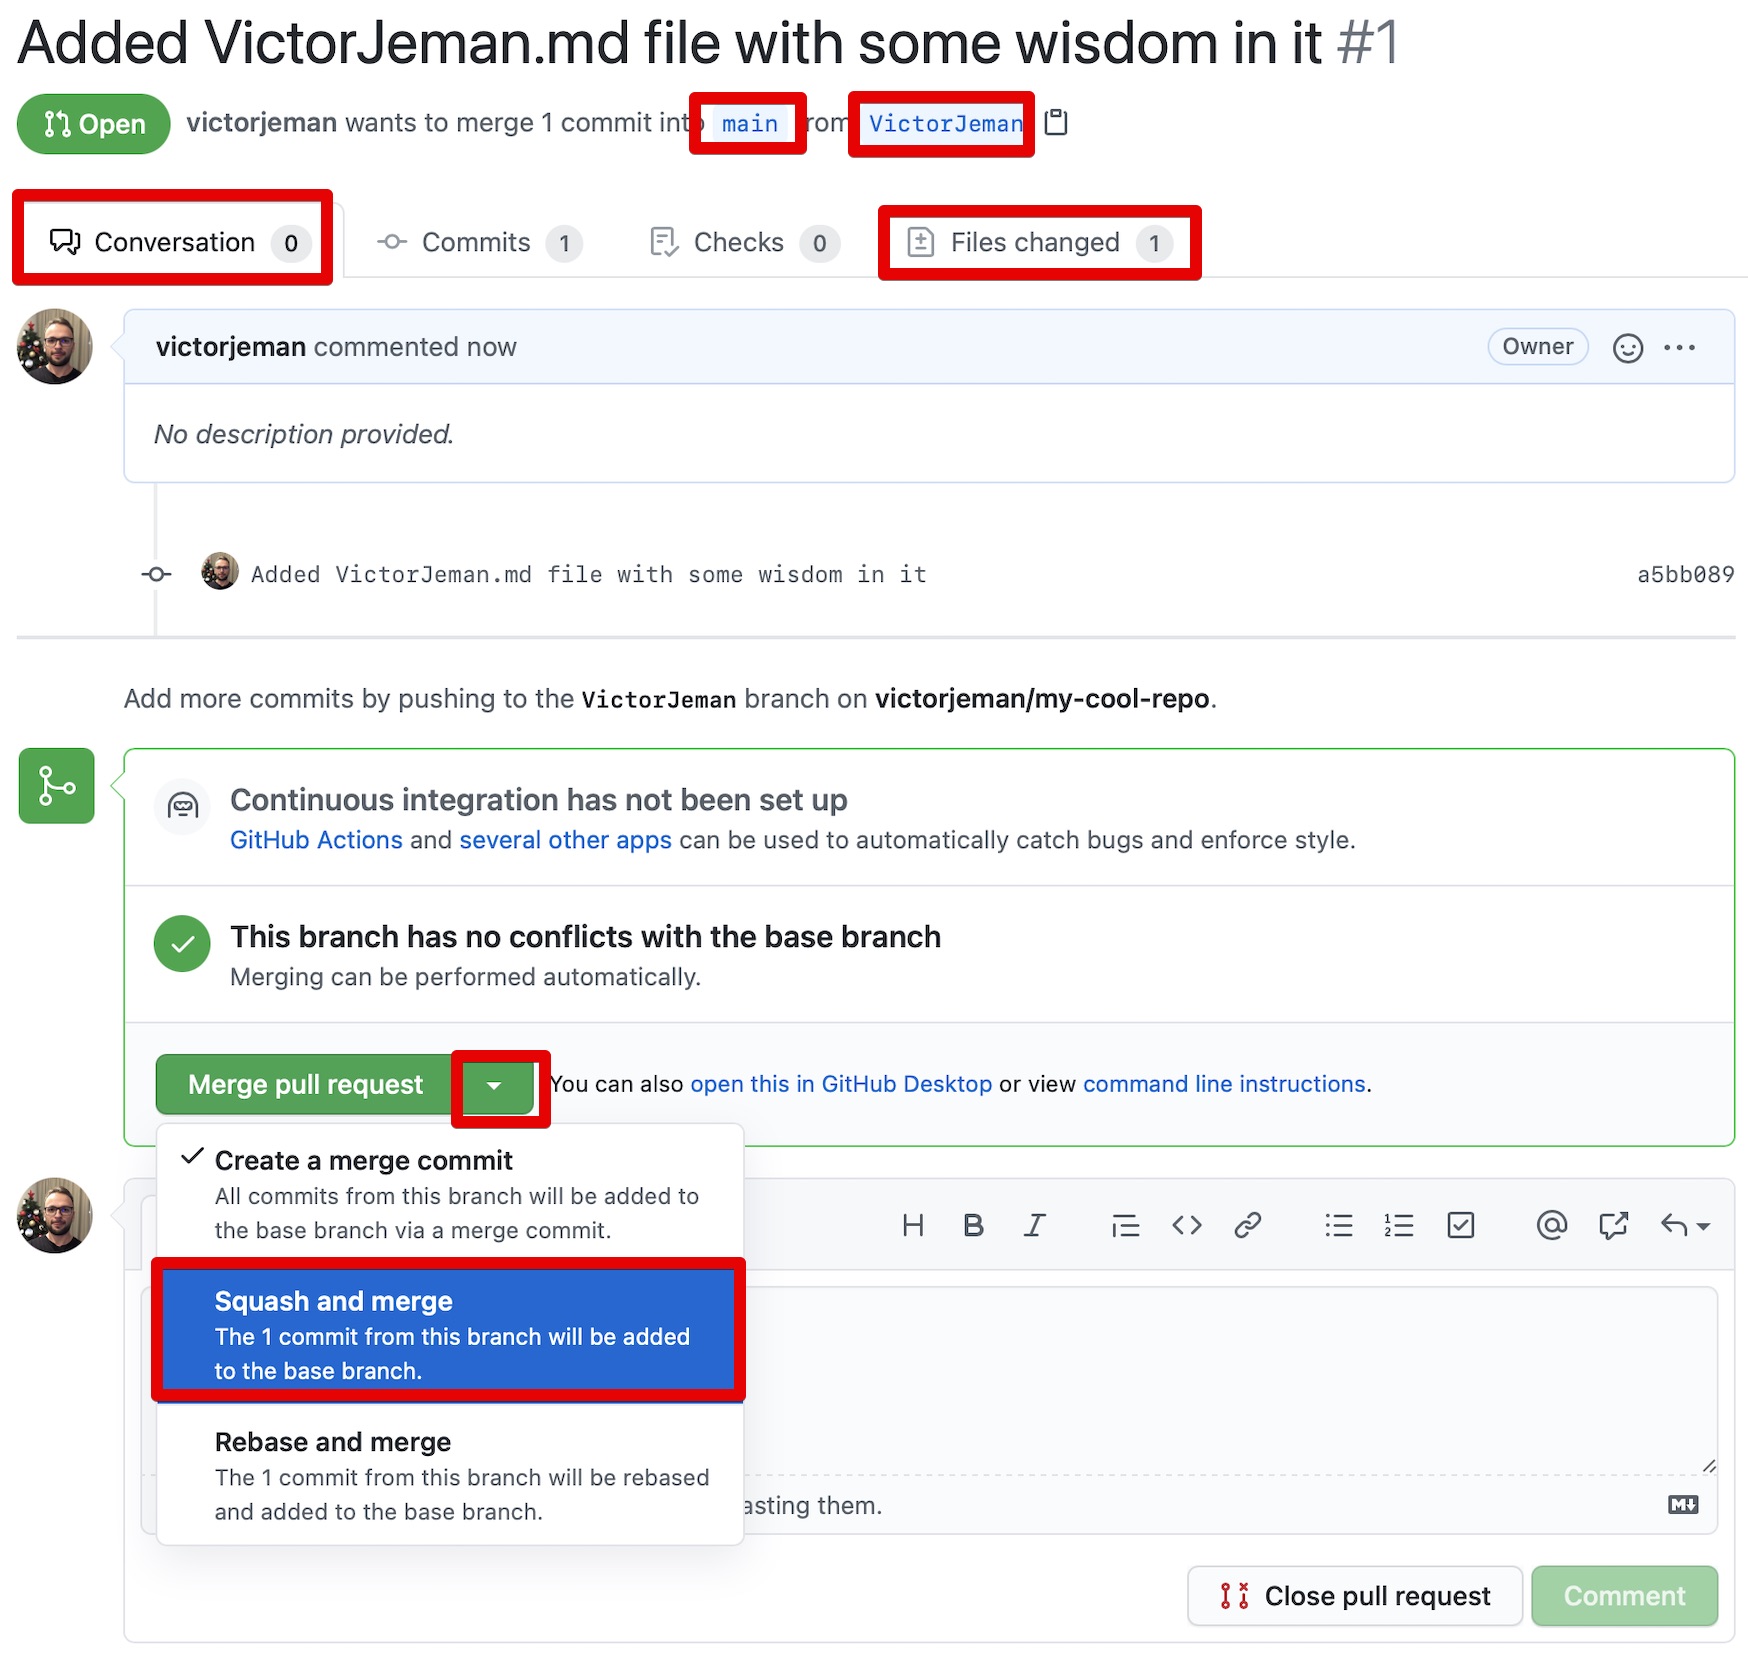 Added VictorJeman.md file with some wisdom in it #1
Open victorjeman wants to merge 1 commit into main from VictorJeman
Conversation 0 Commits 1 Checks 0 Files changed 1
victorjeman commented now Owner
No description provided.
Added VictorJeman.md file with some wisdom in it a5bb089
Add more commits by pushing to the VictorJeman branch on victorjeman/my-cool-repo.
Continuous integration has not been set up
GitHub Actions and several other apps can be used to automatically catch bugs and enforce style.
This branch has no conflicts with the base branch
Merging can be performed automatically.
Merge pull request You can also open this in GitHub Desktop or view command line instructions.
Create a merge commit
All commits from this branch will be added to
the base branch via a merge commit.
Squash and merge
The 1 commit from this branch will be added
to the base branch.
Rebase and merge
The 1 commit from this branch will be rebased
and added to the base branch.
asting them.
Close pull request Comment